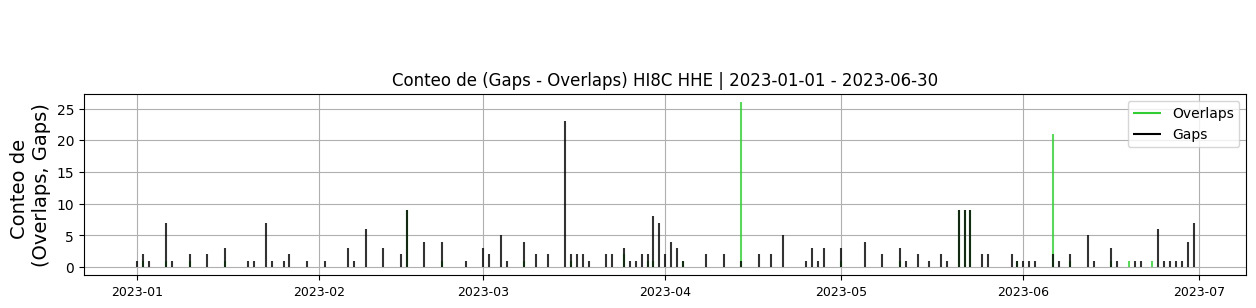 Conteo de (Gaps - Overlaps) HI8C HHE | 2023-01-01 - 2023-06-30
Conteo de
(Overlaps, Gaps)
25
20
15
10
5
0
Overlaps
Gaps
2023-01
2023-02
2023-03
2023-04
2023-05
2023-06
2023-07